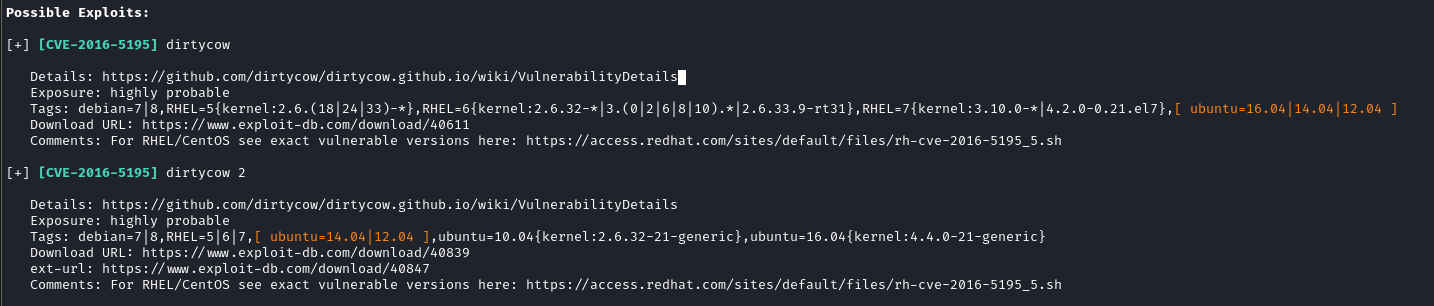 Possible Exploits:
[+] [CVE-2016-5195] dirtycow
Details: https://github.com/dirtycow/dirtycow.github.io/wiki/VulnerabilityDetails
Exposure: highly probable
Tags: debian=7|8,RHEL=5{kernel:2.6.(18|24|33)-*},RHEL=6{kernel:2.6.32-*|3.(0|2|6|8|10).*|2.6.33.9-rt31},RHEL=7{kernel:3.10.0-*|4.2.0-0.21.el7},[ ubuntu=16.04|14.04|12.04 ]
Download URL: https://www.exploit-db.com/download/40611
Comments: For RHEL/CentOS see exact vulnerable versions here: https://access.redhat.com/sites/default/files/rh-cve-2016-5195_5.sh
[+] [CVE-2016-5195] dirtycow 2
Details: https://github.com/dirtycow/dirtycow.github.io/wiki/VulnerabilityDetails
Exposure: highly probable
Tags: debian=7|8,RHEL=5|6|7,[ ubuntu=14.04|12.04 ],ubuntu=10.04{kernel:2.6.32-21-generic},ubuntu=16.04{kernel:4.4.0-21-generic}
Download URL: https://www.exploit-db.com/download/40839
ext-url: https://www.exploit-db.com/download/40847
Comments: For RHEL/CentOS see exact vulnerable versions here: https://access.redhat.com/sites/default/files/rh-cve-2016-5195_5.sh